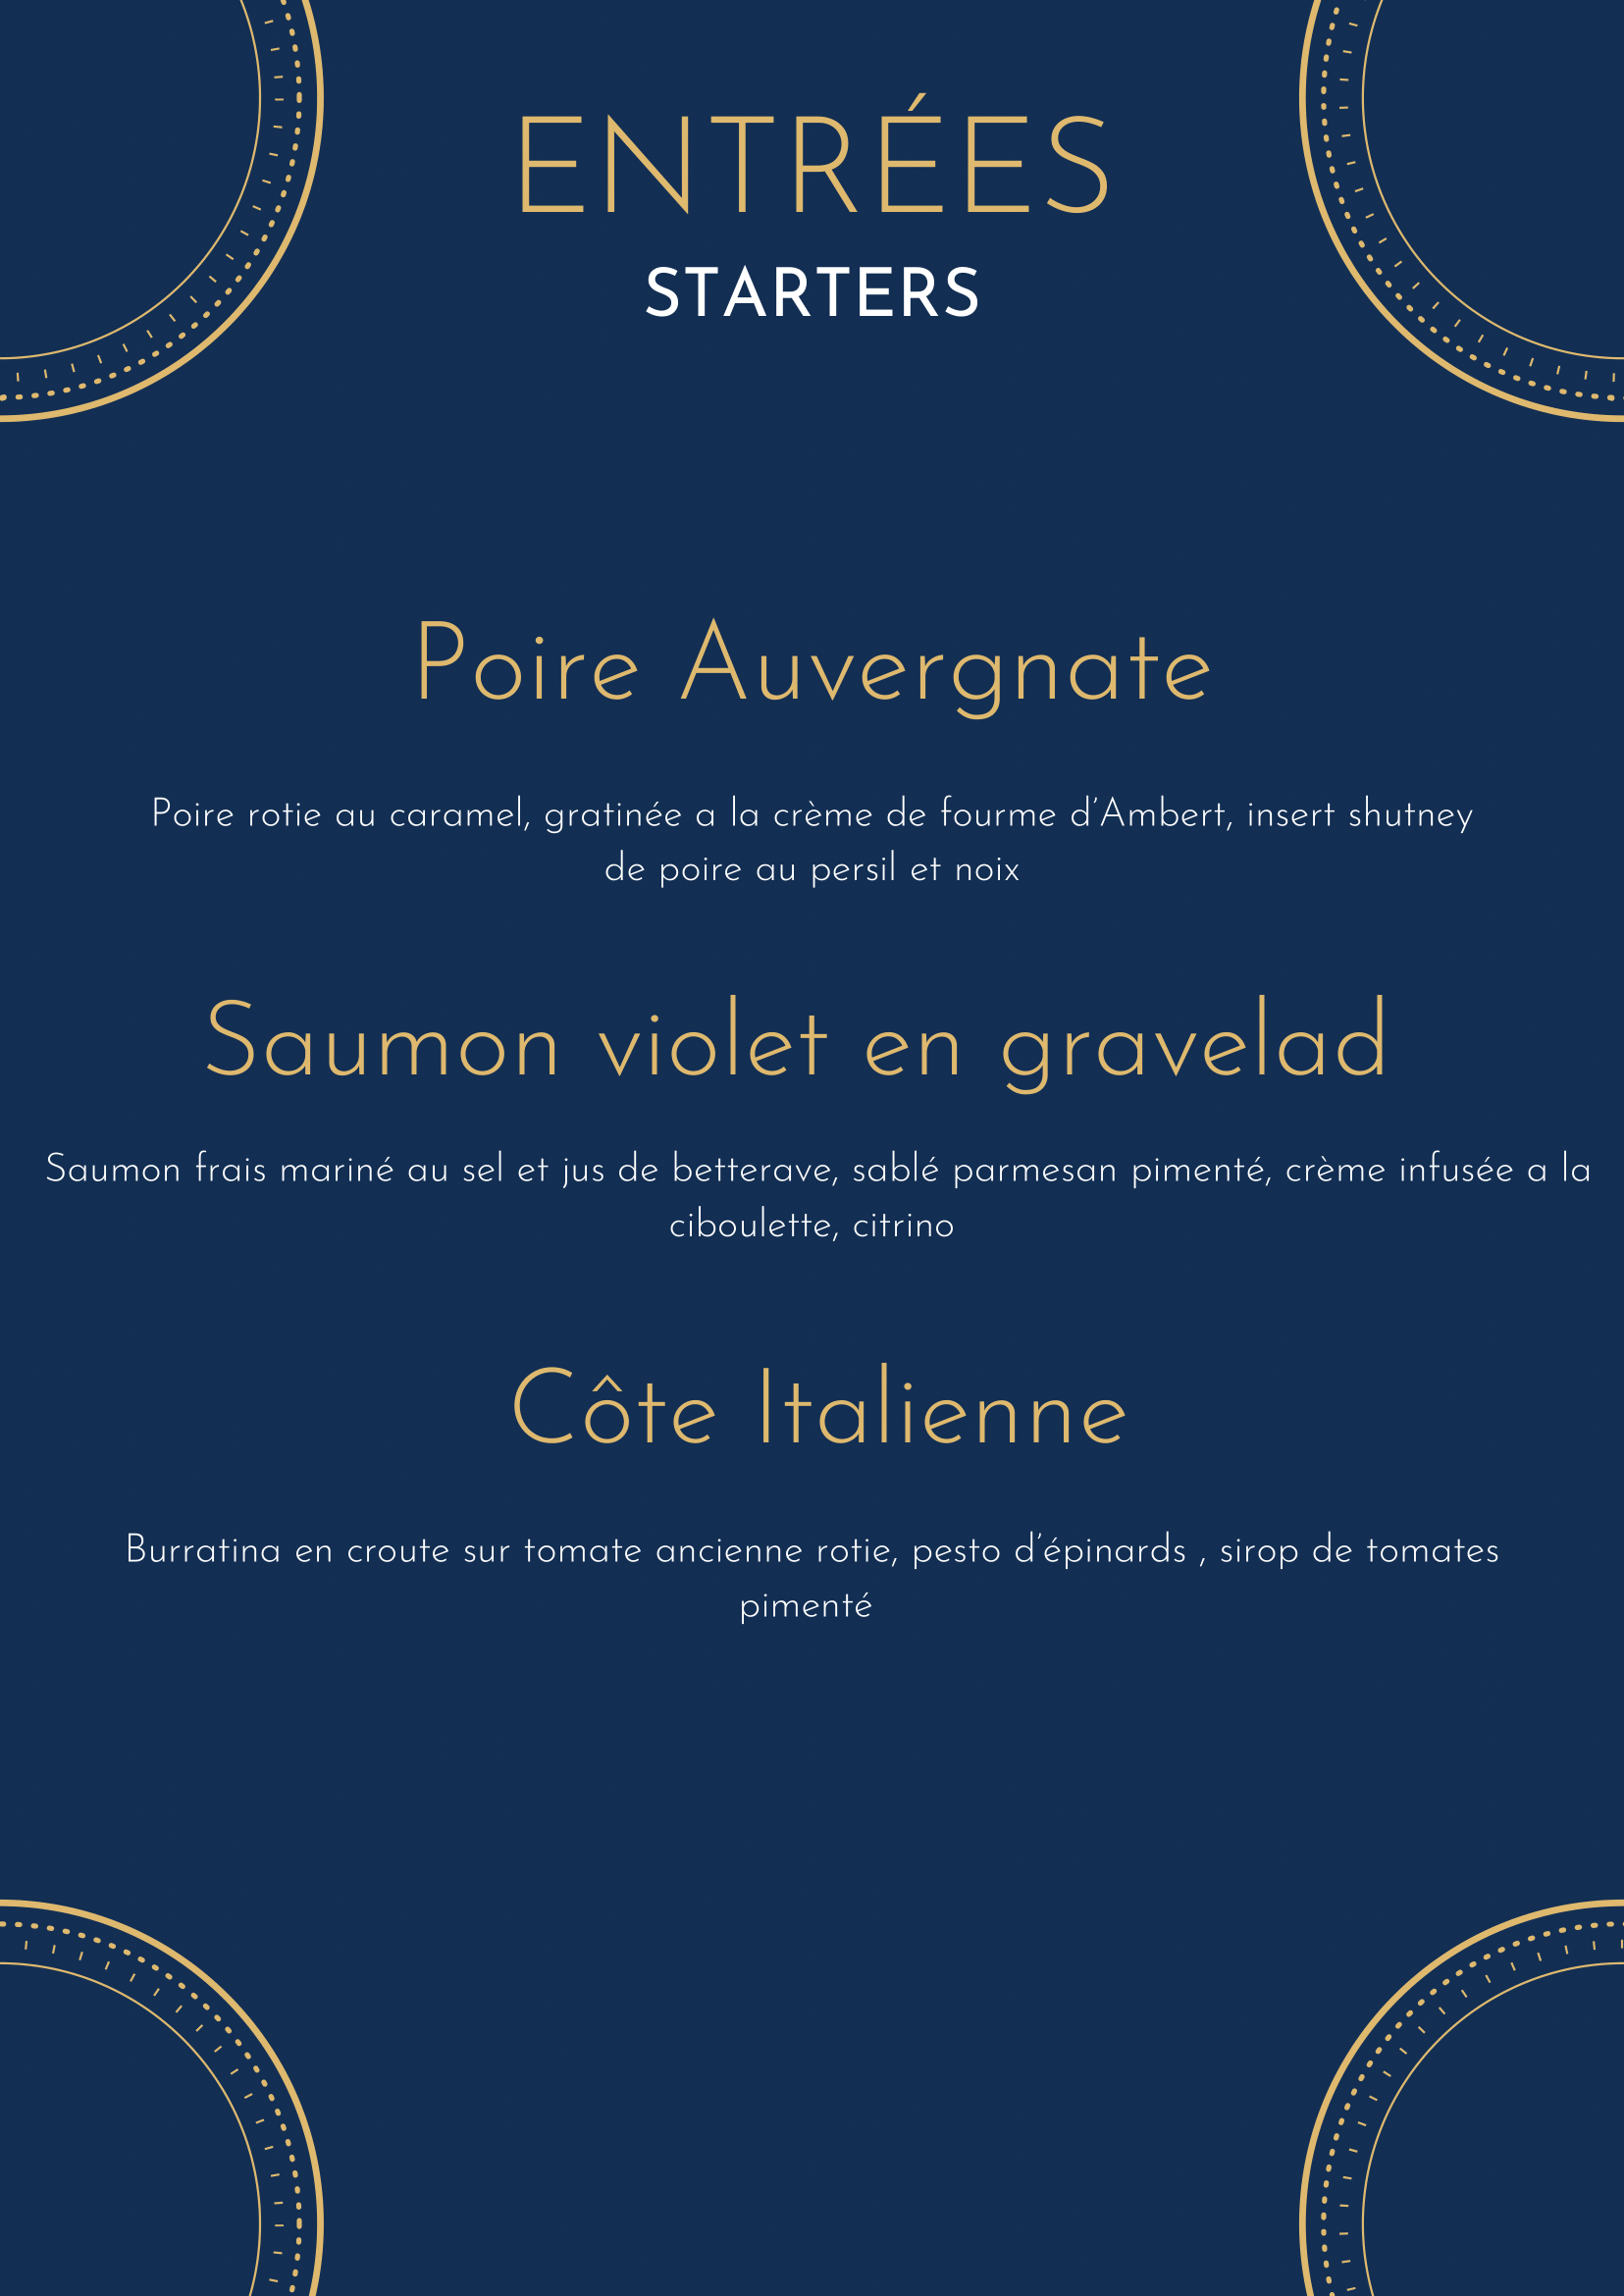 ENTRÉES
STARTERS
Poire Auvergnate
Poire rotie au caramel, gratinée a la crème de fourme d'Ambert, insert shutney
de poire au persil et noix
Saumon violet en gravelad
Saumon frais mariné au sel et jus de betterave, sablé parmesan pimenté, crème infusée a la
ciboulette, citrino
Côte Italienne
Burratina en croute sur tomate ancienne rotie, pesto d'épinards , sirop de tomates
pimenté